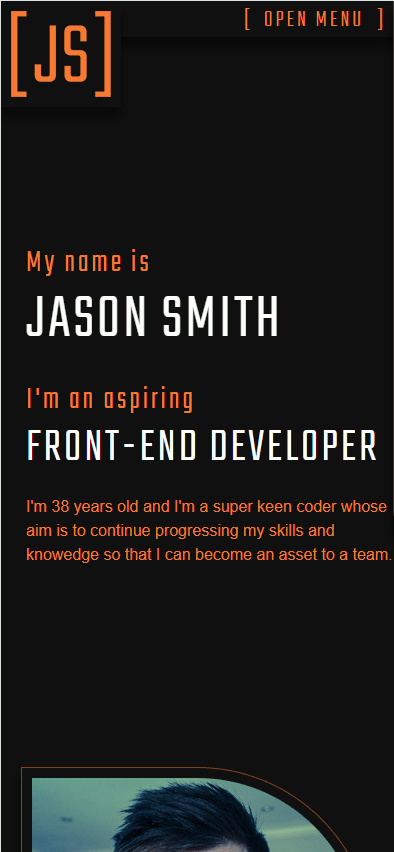 [JS]
[ OPEN MENU ]
My name is
JASON SMITH
I'm an aspiring
FRONT-END DEVELOPER
I'm 38 years old and I'm a super keen coder whose
aim is to continue progressing my skills and
knowedge so that I can become an asset to a team.